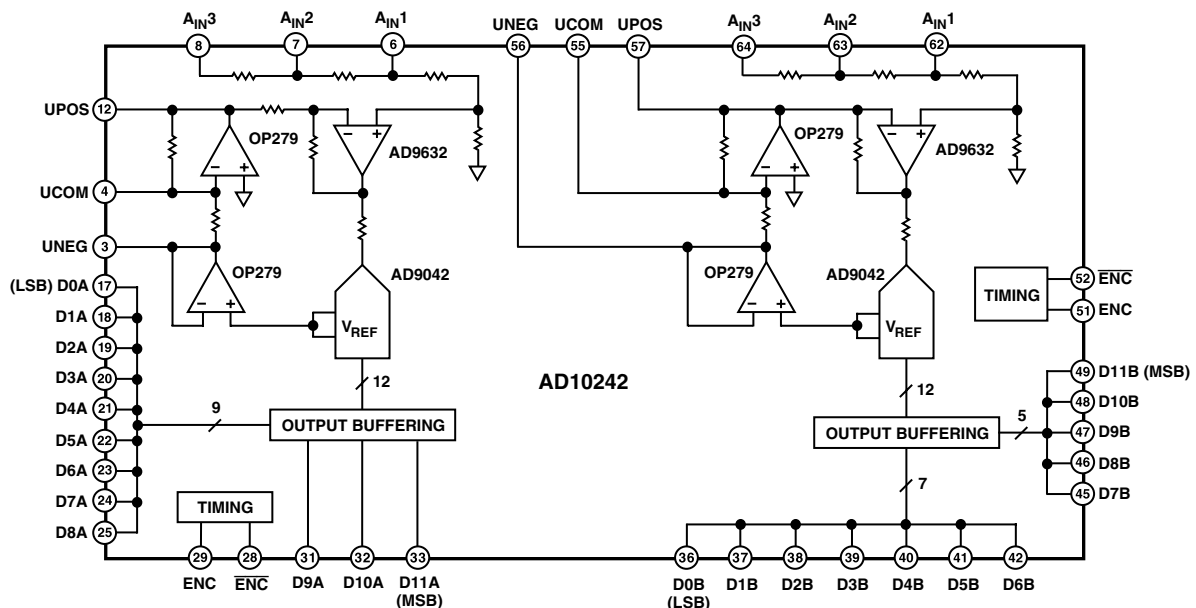 AIN3 AIN2 AIN1 UNEG UCOM UPOS AIN3 AIN2 AIN1
8 7 6 56 55 57 64 63 62
UPOS 12
OP279
AD9632
OP279
AD9632
− + − + − + − +
UCOM 4
UNEG 3
OP279
AD9042
OP279
AD9042
− + VREF − + VREF
(LSB) D0A 17
D1A 18
D2A 19
D3A 20
D4A 21
D5A 22
D6A 23
D7A 24
D8A 25
TIMING
52 ENC
51 ENC
AD10242
12
12
9
OUTPUT BUFFERING
OUTPUT BUFFERING
5
7
49 D11B (MSB)
48 D10B
47 D9B
46 D8B
45 D7B
TIMING
29 28 31 32 33 36 37 38 39 40 41 42
ENC ENC D9A D10A D11A D0B D1B D2B D3B D4B D5B D6B
(MSB) (LSB)